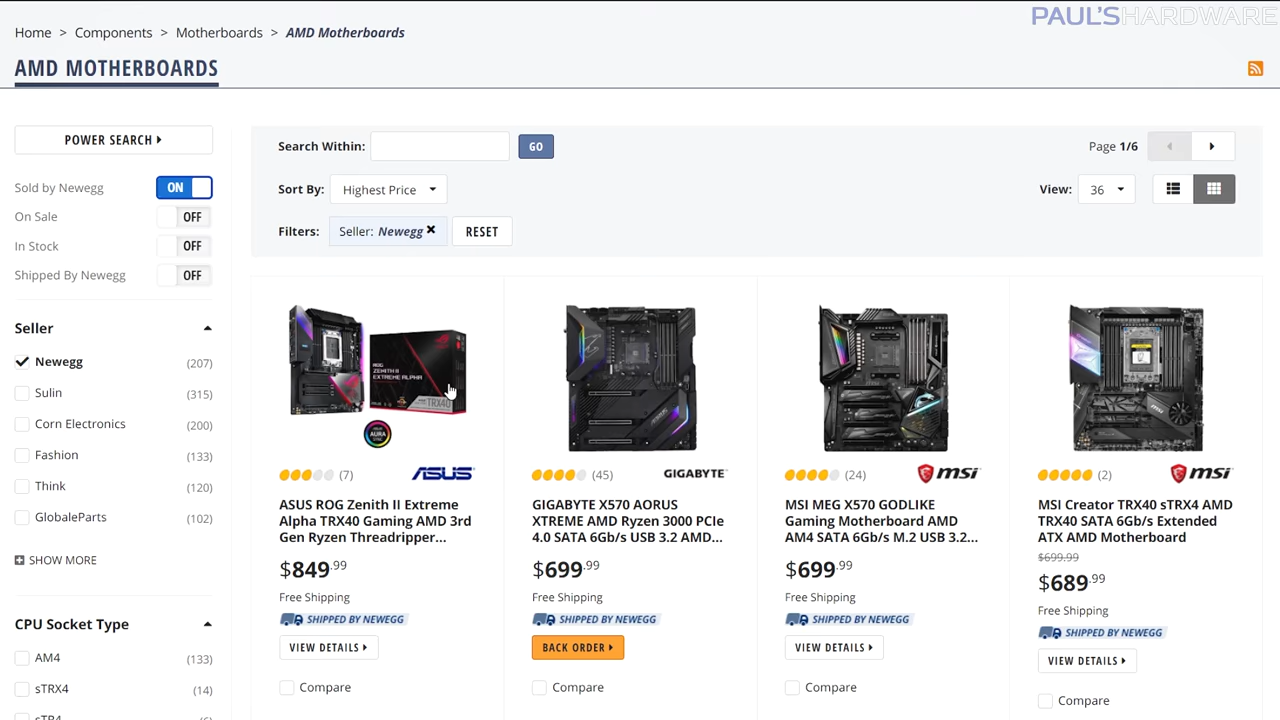 PAUL'SHARDWARE
Home > Components > Motherboards > AMD Motherboards
AMD MOTHERBOARDS
POWER SEARCH
Sold by Newegg ON
On Sale OFF
In Stock OFF
Shipped By Newegg OFF
Seller
Newegg (207)
Sulin (315)
Corn Electronics (200)
Fashion (133)
Think (120)
GlobaleParts (102)
SHOW MORE
CPU Socket Type
AM4 (133)
sTRX4 (14)
Search Within: GO
Page 1/6
Sort By: Highest Price
View: 36
Filters: Seller: Newegg × RESET
ROG
ZENITH II
EXTREME ALPHA
TRX40
AURA
SYNC
(7) ASUS
ASUS ROG Zenith II Extreme
Alpha TRX40 Gaming AMD 3rd
Gen Ryzen Threadripper...
$849.99
Free Shipping
SHIPPED BY NEWEGG
VIEW DETAILS
Compare
(45) GIGABYTE
GIGABYTE X570 AORUS
XTREME AMD Ryzen 3000 PCIe
4.0 SATA 6Gb/s USB 3.2 AMD...
$699.99
Free Shipping
SHIPPED BY NEWEGG
BACK ORDER
Compare
(24) msi
MSI MEG X570 GODLIKE
Gaming Motherboard AMD
AM4 SATA 6Gb/s M.2 USB 3.2...
$699.99
Free Shipping
SHIPPED BY NEWEGG
VIEW DETAILS
Compare
(2) msi
MSI Creator TRX40 sTRX4 AMD
TRX40 SATA 6Gb/s Extended
ATX AMD Motherboard
$699.99
$689.99
Free Shipping
SHIPPED BY NEWEGG
VIEW DETAILS
Compare